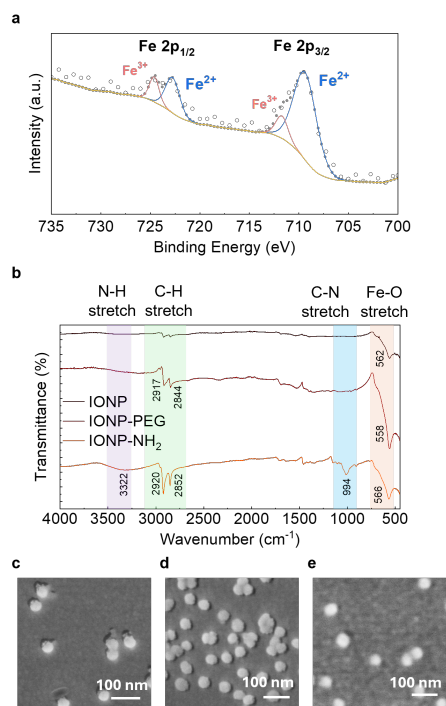 a
Fe 2p1/2
Fe 2p3/2
Fe3+
Fe2+
Fe3+
Fe2+
Intensity (a.u.)
735
730
725
720
715
710
705
700
Binding Energy (eV)
b
N-H
stretch
C-H
stretch
C-N
stretch
Fe-O
stretch
562
2917
2844
558
IONP
IONP-PEG
IONP-NH2
3322
2920
2852
994
566
Transmittance (%)
4000
3500
3000
2500
2000
1500
1000
500
Wavenumber (cm-1)
c
100 nm
d
100 nm
e
100 nm